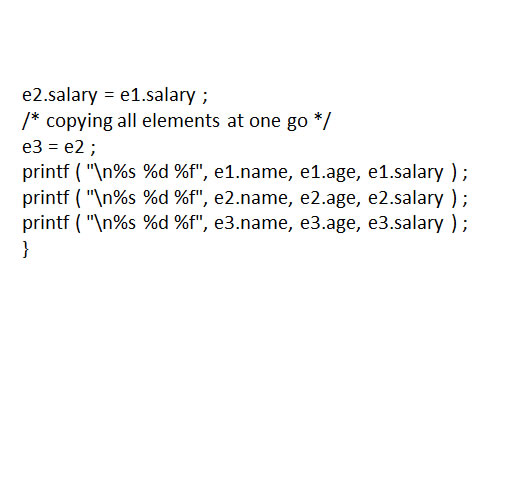 e2.salary = e1.salary ;
/* copying all elements at one go */
e3 = e2 ;
printf ( "\n%s %d %f", e1.name, e1.age, e1.salary ) ;
printf ( "\n%s %d %f", e2.name, e2.age, e2.salary ) ;
printf ( "\n%s %d %f", e3.name, e3.age, e3.salary ) ;
}